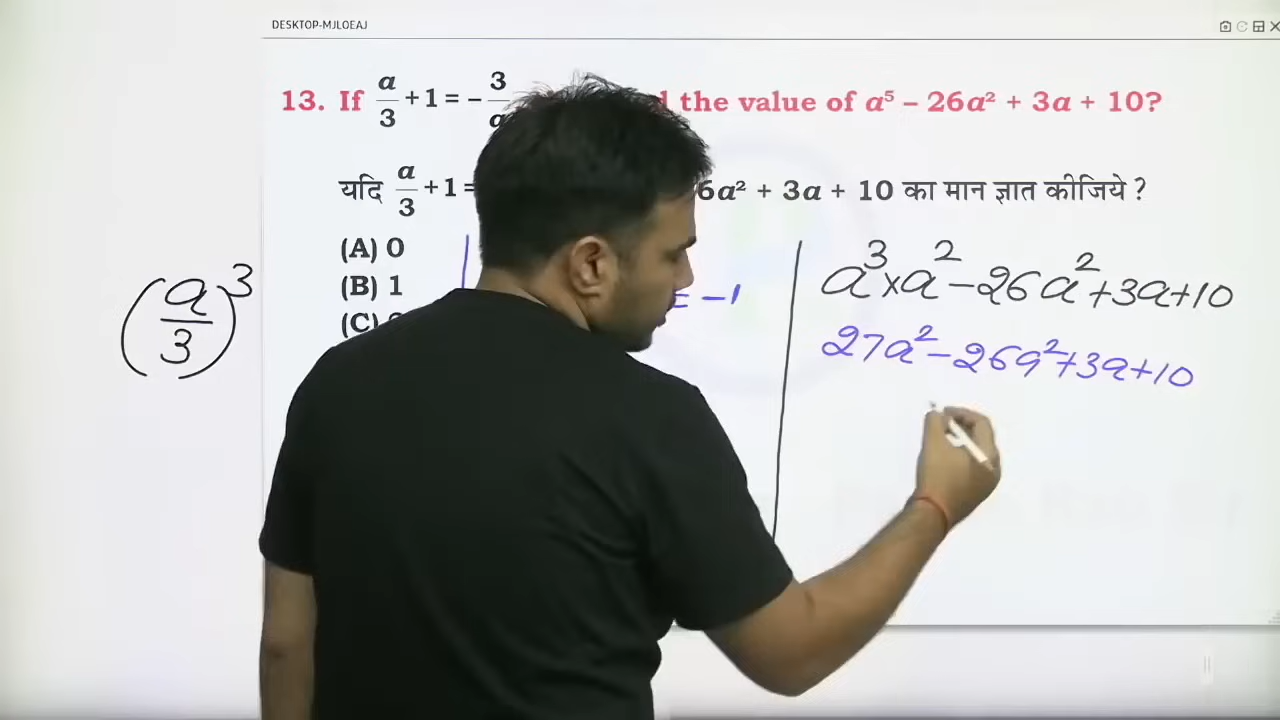 DESKTOP-MJLOEAJ
13. If a/3 + 1 = - 3/a the value of a⁵ – 26a² + 3a + 10?
यदि a/3 + 1 = 6a² + 3a + 10 का मान ज्ञात कीजिये ?
(A) 0
(B) 1
(C)
(a/3)³
= -1
a³×a²-26a²+3a+10
27a²-26a²+3a+10